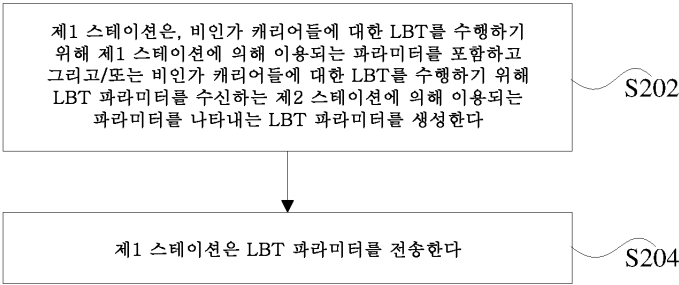 제1 스테이션은, 비인가 캐리어들에 대한 LBT를 수행하기
위해 제1 스테이션에 의해 이용되는 파라미터를 포함하고
그리고/또는 비인가 캐리어들에 대한 LBT를 수행하기 위해
LBT 파라미터를 수신하는 제2 스테이션에 의해 이용되는
파라미터를 나타내는 LBT 파라미터를 생성한다
S202
제1 스테이션은 LBT 파라미터를 전송한다
S204